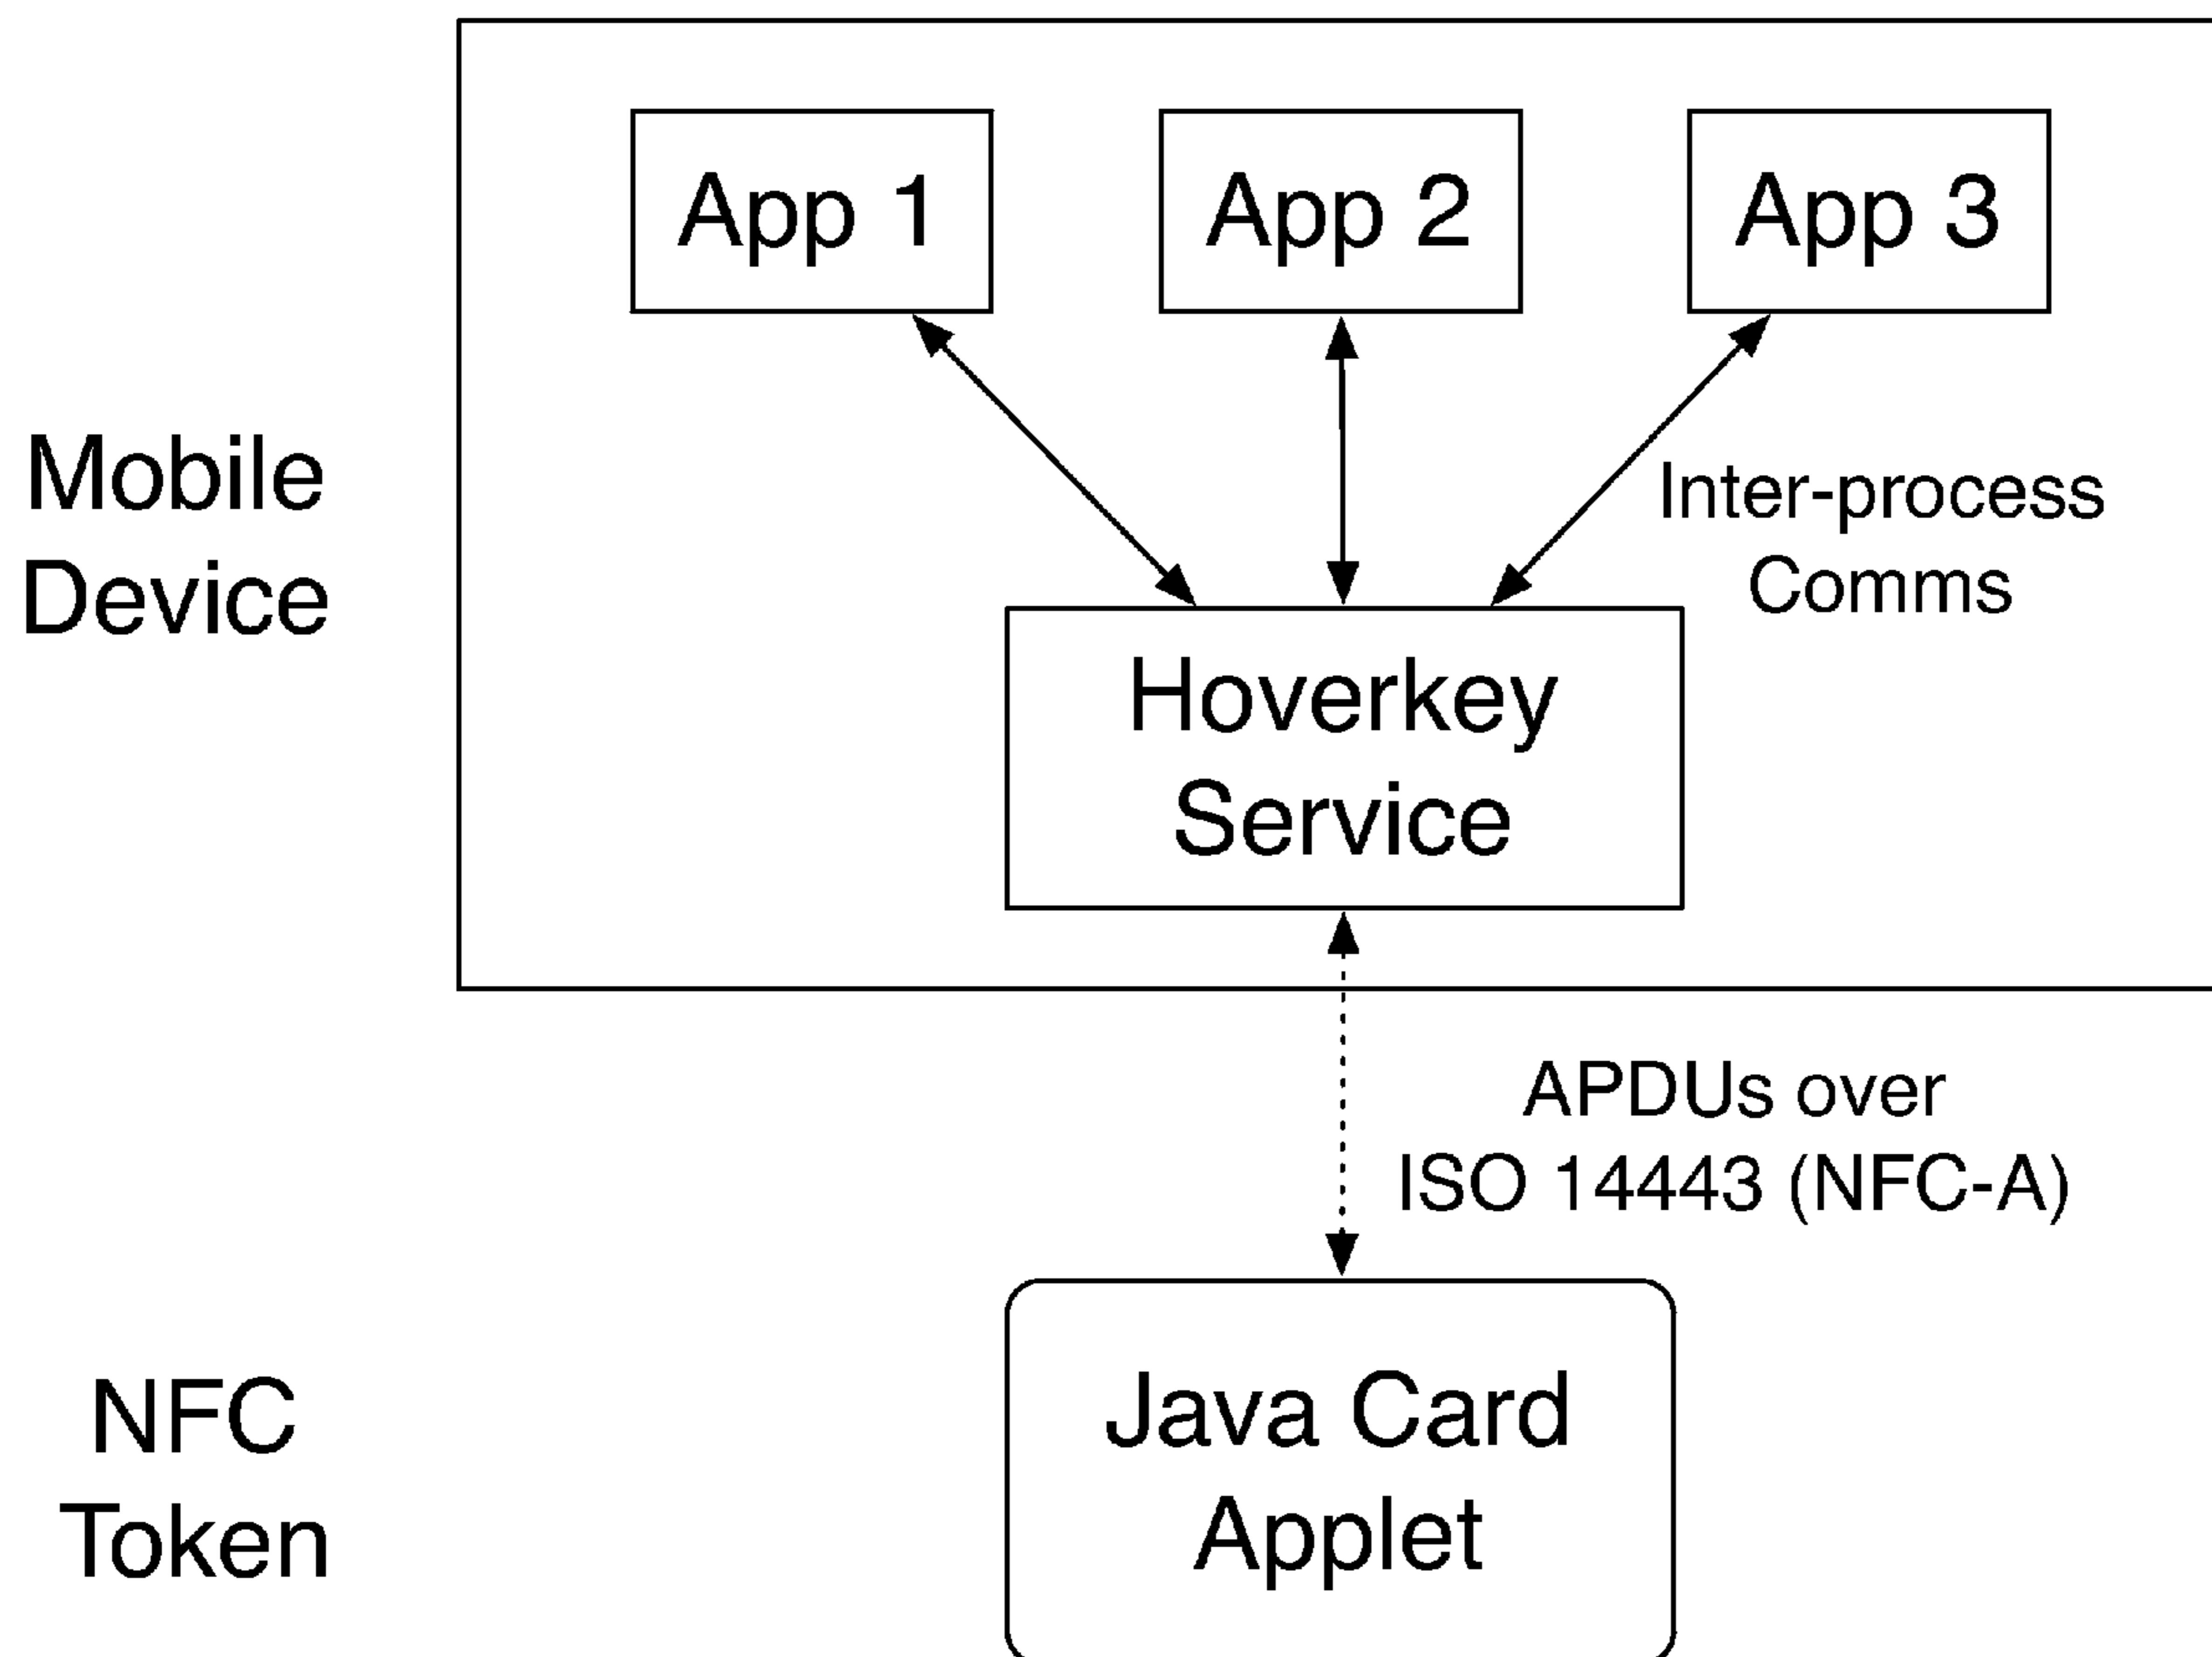 App 1
App 2
App 3
Mobile
Device
Inter-process
Comms
Hoverkey
Service
APDUs over
ISO 14443 (NFC-A)
NFC
Token
Java Card
Applet